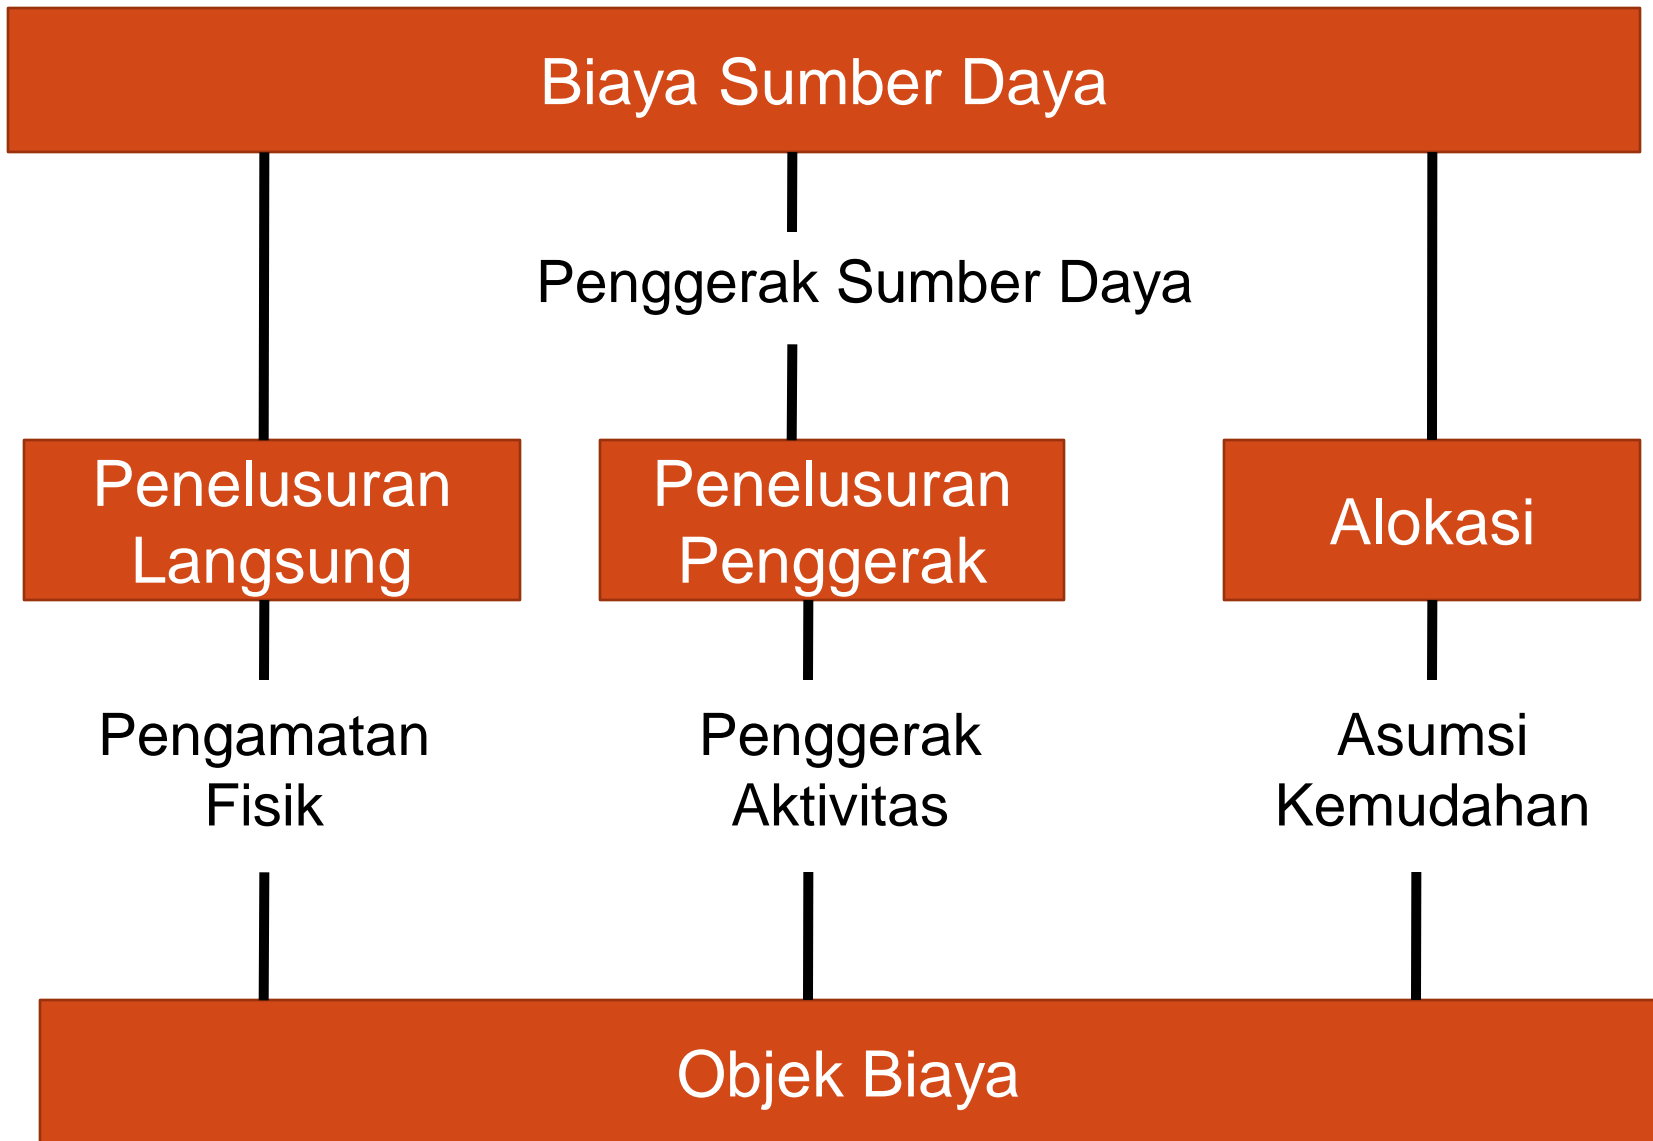 Biaya Sumber Daya
Penggerak Sumber Daya
Penelusuran
Langsung
Penelusuran
Penggerak
Alokasi
Pengamatan
Fisik
Penggerak
Aktivitas
Asumsi
Kemudahan
Objek Biaya